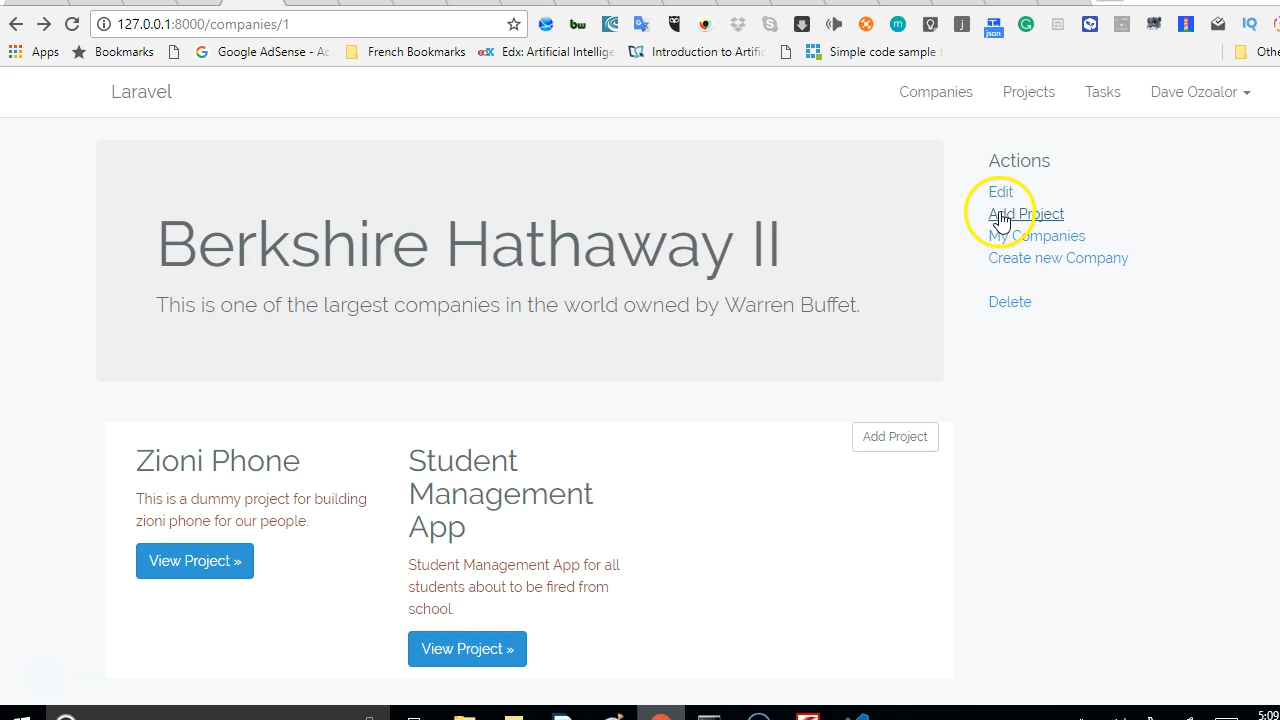 127.0.0.1:8000/companies/1
Apps Bookmarks Google AdSense - Ac French Bookmarks Edx: Artificial Intellige Introduction to Artific Simple code sample f Othe
Laravel Companies Projects Tasks Dave Ozoalor
Actions
Edit
Add Project
My Companies
Create new Company
Delete
Berkshire Hathaway II
This is one of the largest companies in the world owned by Warren Buffet.
Add Project
Zioni Phone
This is a dummy project for building
zioni phone for our people.
View Project »
Student
Management
App
Student Management App for all
students about to be fired from
school.
View Project »
5:09